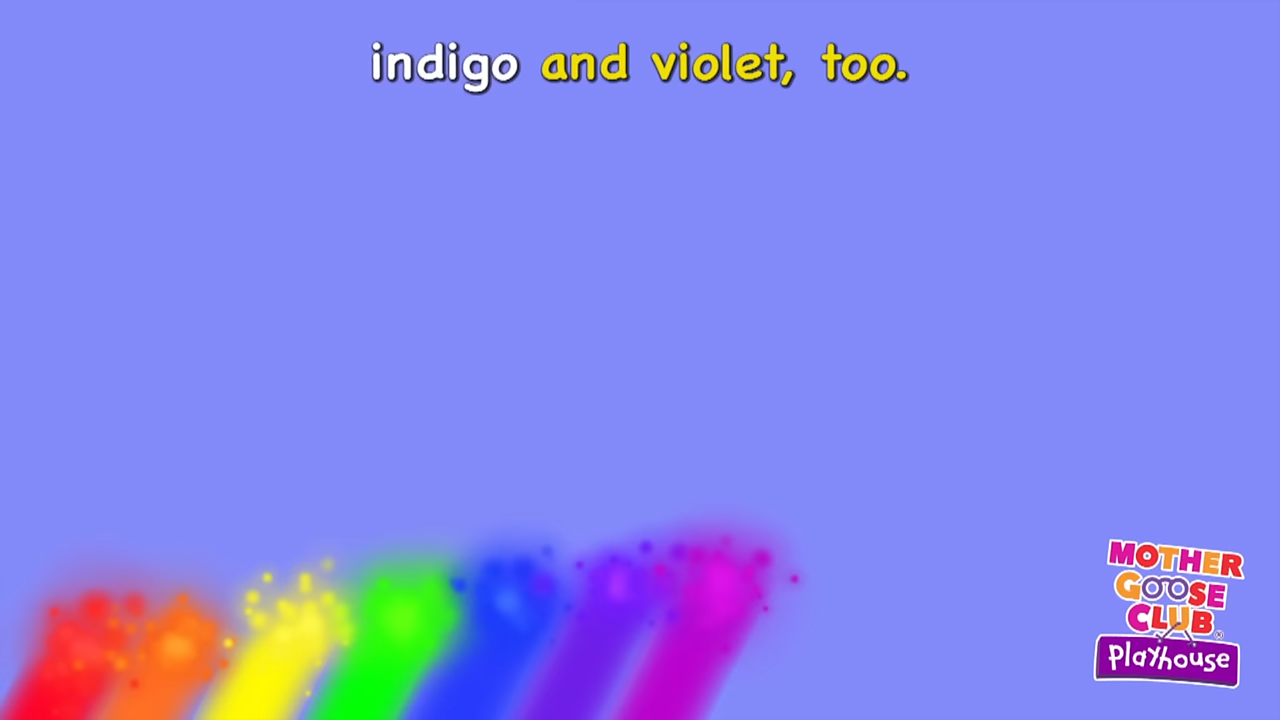 indigo and violet, too.
MOTHER
GOOSE
CLUB
®
Playhouse